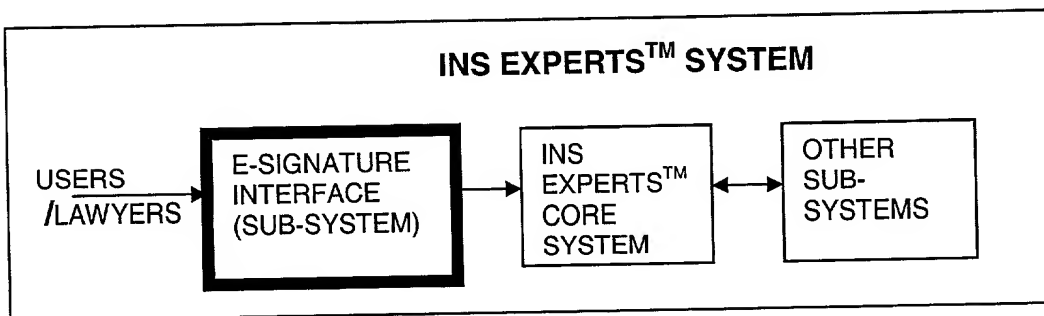 INS EXPERTS™ SYSTEM
USERS
/LAWYERS
E-SIGNATURE
INTERFACE
(SUB-SYSTEM)
INS
EXPERTS™
CORE
SYSTEM
OTHER
SUB-
SYSTEMS